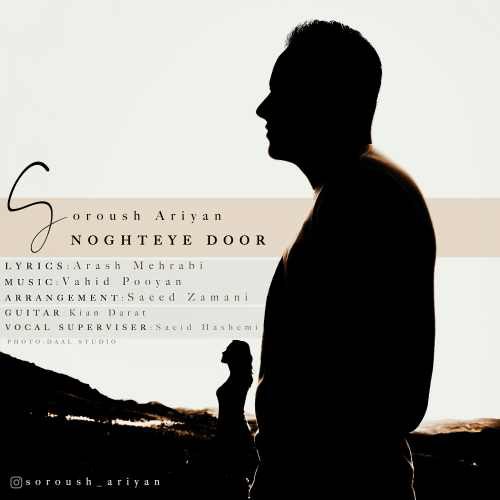 Soroush Ariyan
NOGHTEYE DOOR
LYRICS:Arash Mehrabi
MUSIC:Vahid Pooyan
ARRANGEMENT:Saeed Zamani
GUITAR Kian Darat
VOCAL SUPERVISER:Saeid Hashemi
PHOTO:DAAL STUDIO
soroush_ariyan